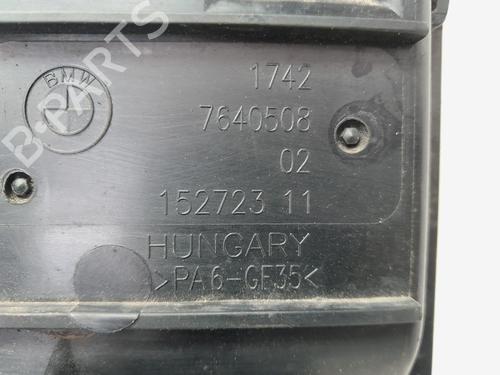 BMW
1742
7640508
02
152723 11
HUNGARY
>PA6-GF35<
B-PARTS